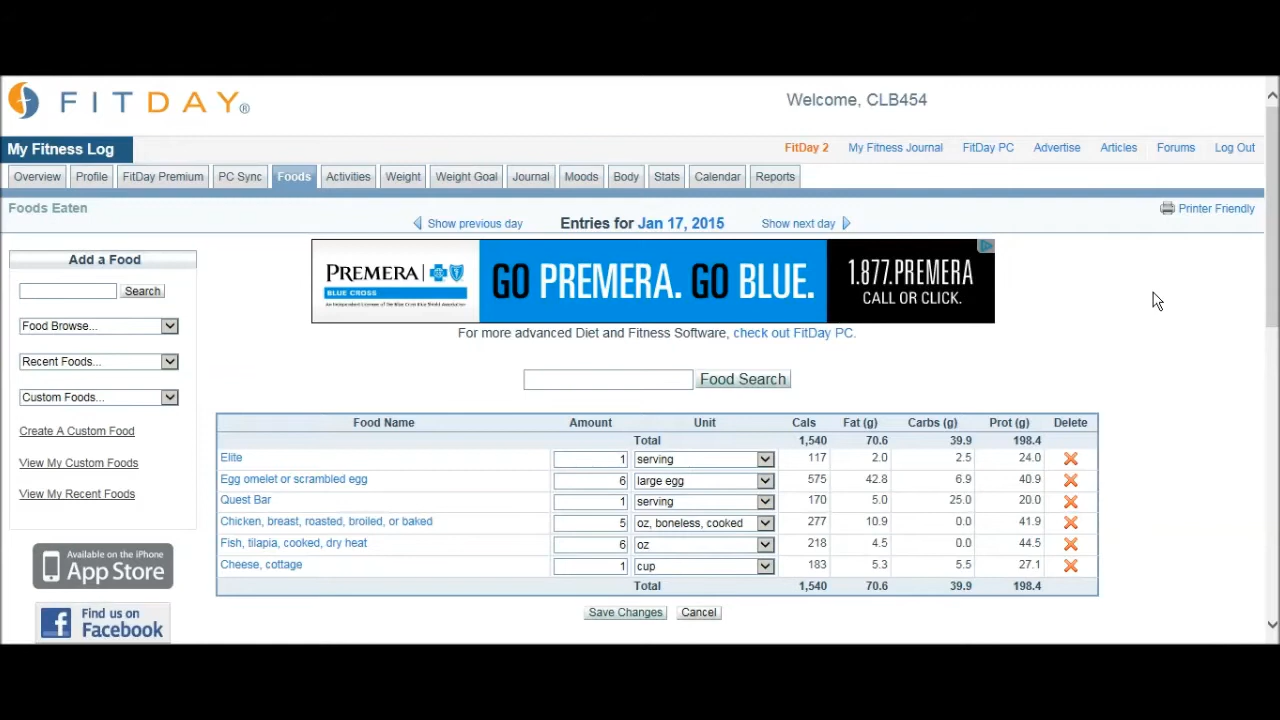 FITDAY®
Welcome, CLB454
My Fitness Log
FitDay 2 My Fitness Journal FitDay PC Advertise Articles Forums Log Out
Overview Profile FitDay Premium PC Sync Foods Activities Weight Weight Goal Journal Moods Body Stats Calendar Reports
Foods Eaten
Show previous day Entries for Jan 17, 2015 Show next day
Printer Friendly
Add a Food
Search
Food Browse...
Recent Foods...
Custom Foods...
Create A Custom Food
View My Custom Foods
View My Recent Foods
Available on the iPhone
App Store
Find us on
Facebook
PREMERA
BLUE CROSS
An Independent Licensee of the Blue Cross Blue Shield Association
GO PREMERA. GO BLUE.
1.877.PREMERA
CALL OR CLICK.
For more advanced Diet and Fitness Software, check out FitDay PC.
Food Search
Food Name Amount Unit Cals Fat (g) Carbs (g) Prot (g) Delete
Total 1,540 70.6 39.9 198.4
Elite 1 serving 117 2.0 2.5 24.0
Egg omelet or scrambled egg 6 large egg 575 42.8 6.9 40.9
Quest Bar 1 serving 170 5.0 25.0 20.0
Chicken, breast, roasted, broiled, or baked 5 oz, boneless, cooked 277 10.9 0.0 41.9
Fish, tilapia, cooked, dry heat 6 oz 218 4.5 0.0 44.5
Cheese, cottage 1 cup 183 5.3 5.5 27.1
Total 1,540 70.6 39.9 198.4
Save Changes Cancel